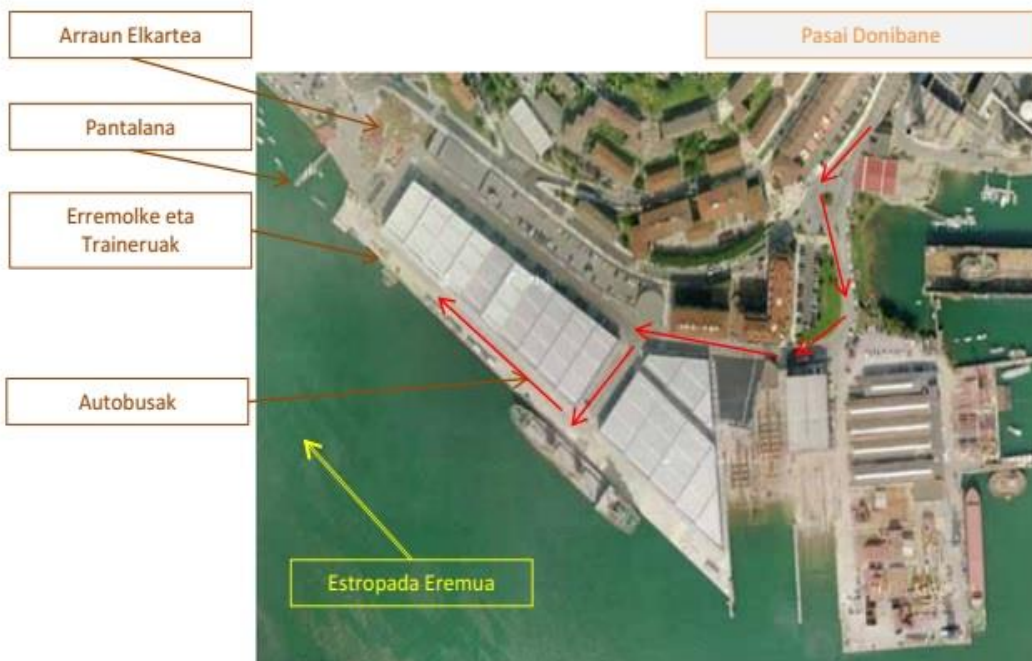 Arraun Elkartea
Pasai Donibane
Pantalana
Erremolke eta
Traineruak
Autobusak
Estropada Eremua